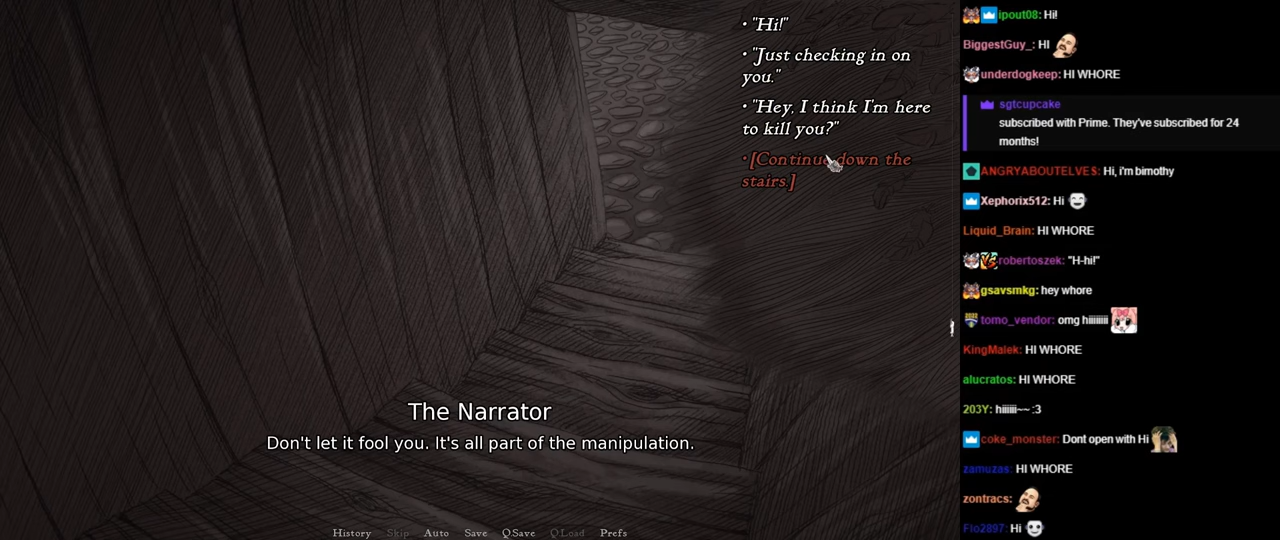 • "Hi!"
• "Just checking in on
you."
• "Hey, I think I'm here
to kill you?"
• [Continue down the
stairs.]
The Narrator
Don't let it fool you. It's all part of the manipulation.
History Skip Auto Save QSave QLoad Prefs
ipout08: Hi!
BiggestGuy_: HI
underdogkeep: HI WHORE
sgtcupcake
subscribed with Prime. They've subscribed for 24
months!
ANGRYABOUTELVES: Hi, i'm bimothy
Xephorix512: Hi
Liquid_Brain: HI WHORE
robertoszek: "H-hi!"
gsavsmkg: hey whore
tomo_vendor: omg hiiiiiiii
KingMalek: HI WHORE
alucratos: HI WHORE
203Y: hiiiiii~~ :3
coke_monster: Dont open with Hi
zamuzas: HI WHORE
zontracs:
Flo2897: Hi